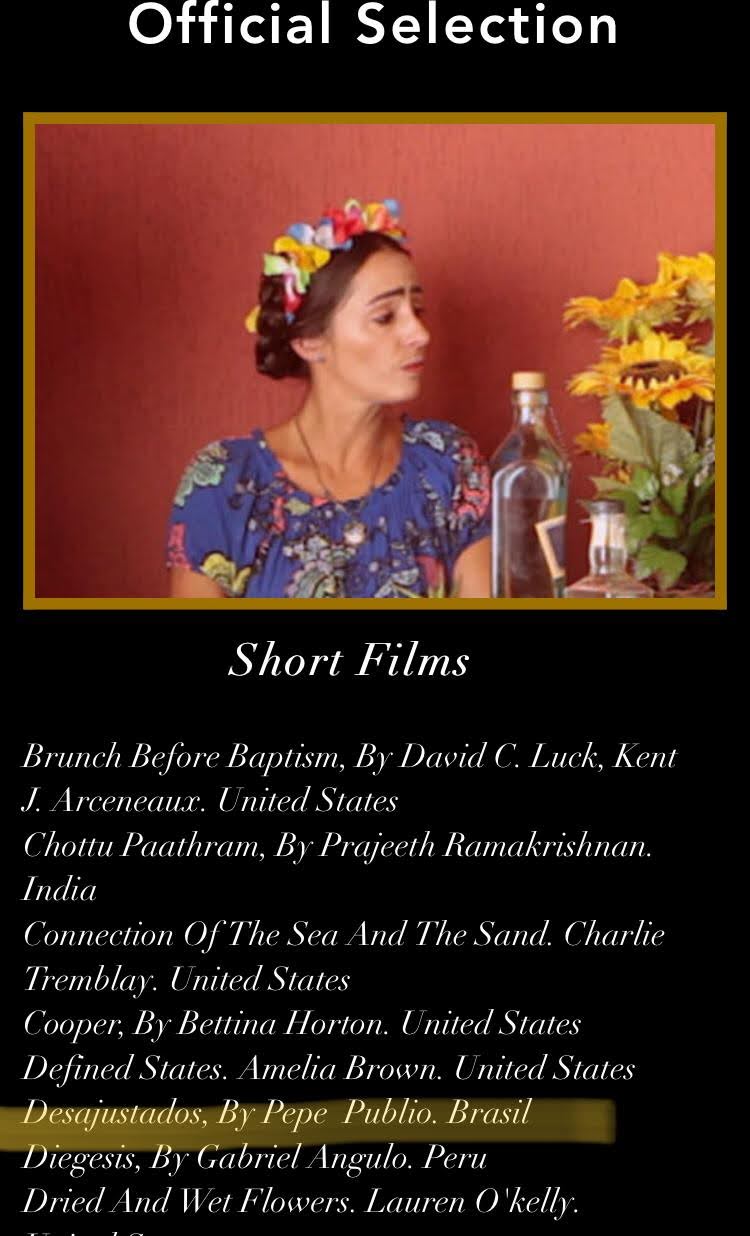 Official Selection
Short Films
Brunch Before Baptism, By David C. Luck, Kent
J. Arceneaux. United States
Chottu Paathram, By Prajeeth Ramakrishnan.
India
Connection Of The Sea And The Sand. Charlie
Tremblay. United States
Cooper, By Bettina Horton. United States
Defined States. Amelia Brown. United States
Desajustados, By Pepe  Publio. Brasil
Diegesis, By Gabriel Angulo. Peru
Dried And Wet Flowers. Lauren O'kelly.